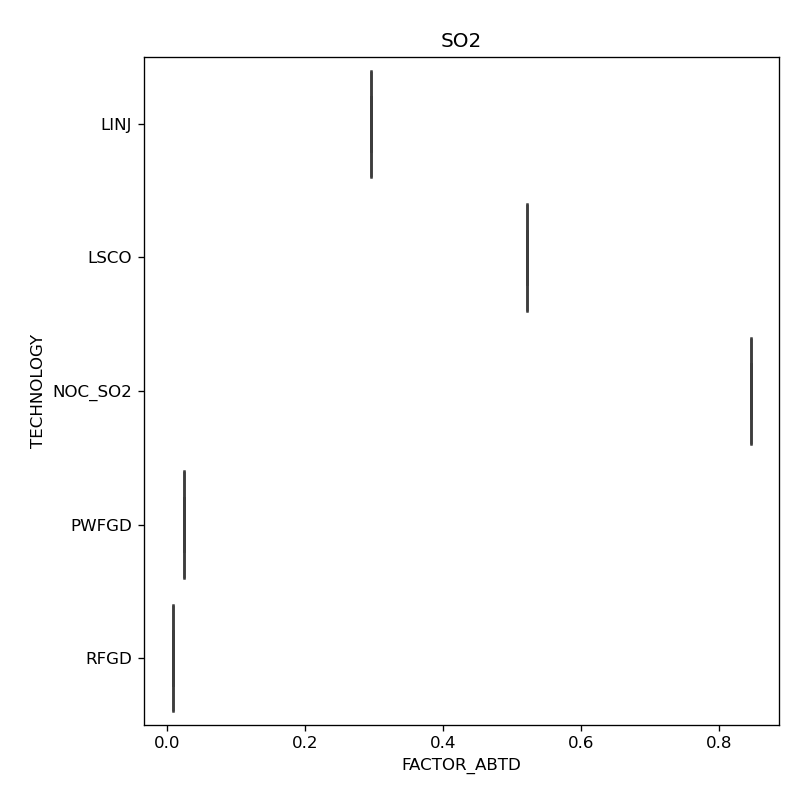 SO2
LINJ
LSCO
NOC_SO2
PWFGD
RFGD
TECHNOLOGY
0.0 0.2 0.4 0.6 0.8
FACTOR_ABTD